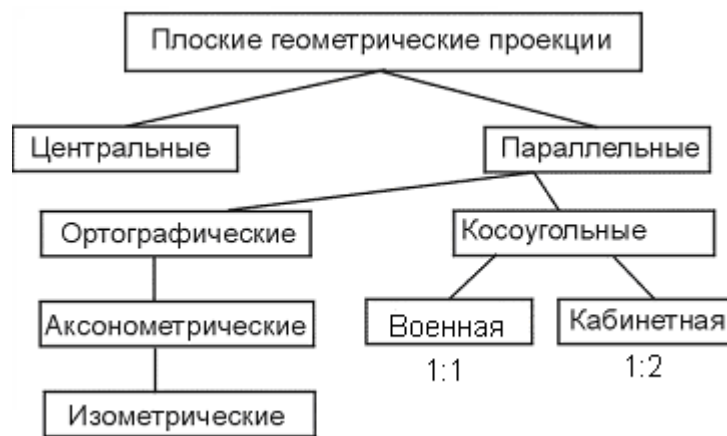 Плоские геометрические проекции
Центральные
Параллельные
Ортографические
Косоугольные
Аксонометрические
Военная
Кабинетная
1:1
1:2
Изометрические